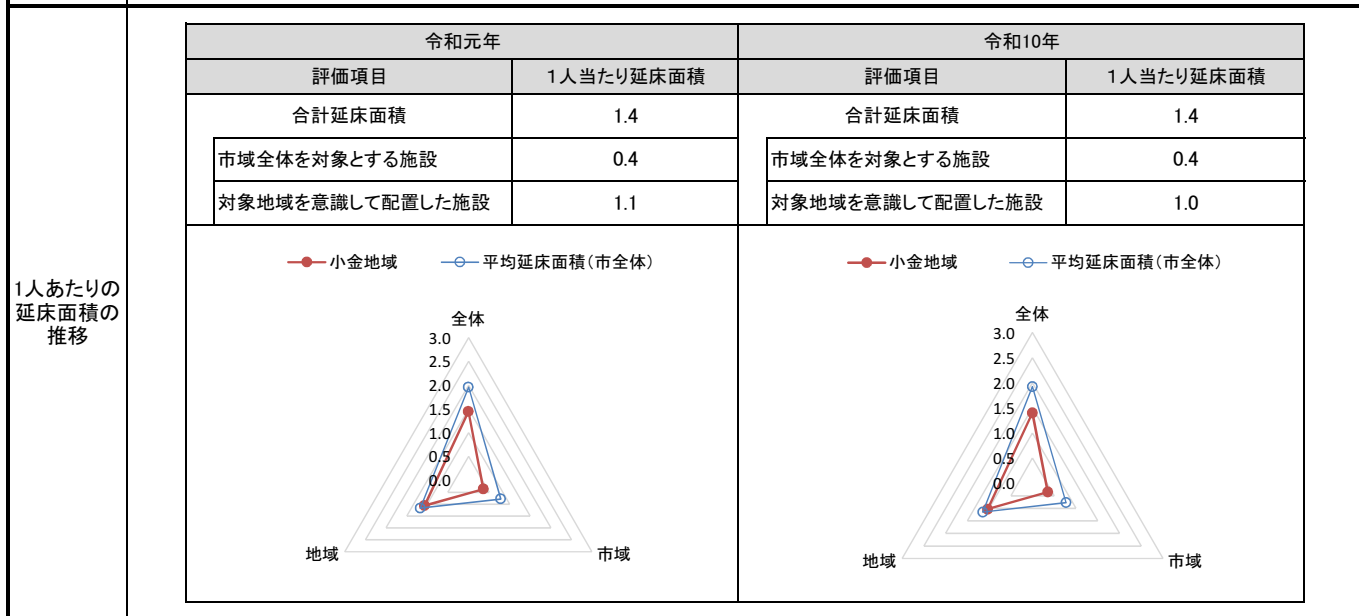 1人あたりの
延床面積の
推移
令和元年
令和10年
評価項目
1人当たり延床面積
評価項目
1人当たり延床面積
合計延床面積
1.4
合計延床面積
1.4
市域全体を対象とする施設
0.4
市域全体を対象とする施設
0.4
対象地域を意識して配置した施設
1.1
対象地域を意識して配置した施設
1.0
小金地域
平均延床面積(市全体)
全体
3.0
2.5
2.0
1.5
1.0
0.5
0.0
地域
市域
小金地域
平均延床面積(市全体)
全体
3.0
2.5
2.0
1.5
1.0
0.5
0.0
地域
市域